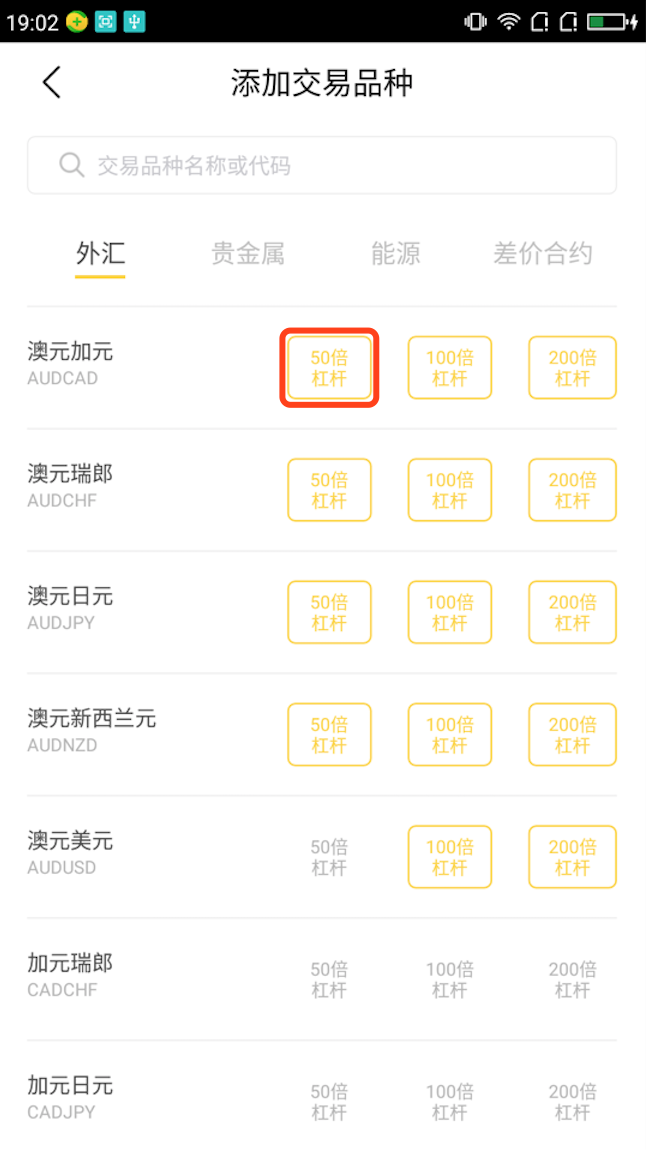 19:02
添加交易品种
交易品种名称或代码
外汇 贵金属 能源 差价合约
澳元加元
AUDCAD
50倍
杠杆
100倍
杠杆
200倍
杠杆
澳元瑞郎
AUDCHF
50倍
杠杆
100倍
杠杆
200倍
杠杆
澳元日元
AUDJPY
50倍
杠杆
100倍
杠杆
200倍
杠杆
澳元新西兰元
AUDNZD
50倍
杠杆
100倍
杠杆
200倍
杠杆
澳元美元
AUDUSD
50倍
杠杆
100倍
杠杆
200倍
杠杆
加元瑞郎
CADCHF
50倍
杠杆
100倍
杠杆
200倍
杠杆
加元日元
CADJPY
50倍
杠杆
100倍
杠杆
200倍
杠杆